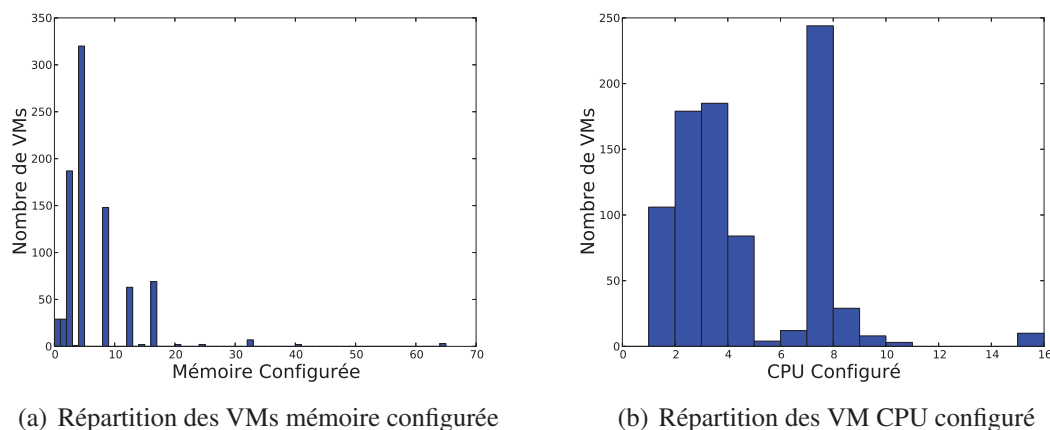 350
300
250
200
150
100
50
0
Nombre de VMs
0 10 20 30 40 50 60 70
Mémoire Configurée
(a) Répartition des VMs mémoire configurée
250
200
150
100
50
0
Nombre de VMs
0 2 4 6 8 10 12 14 16
CPU Configuré
(b) Répartition des VM CPU configuré